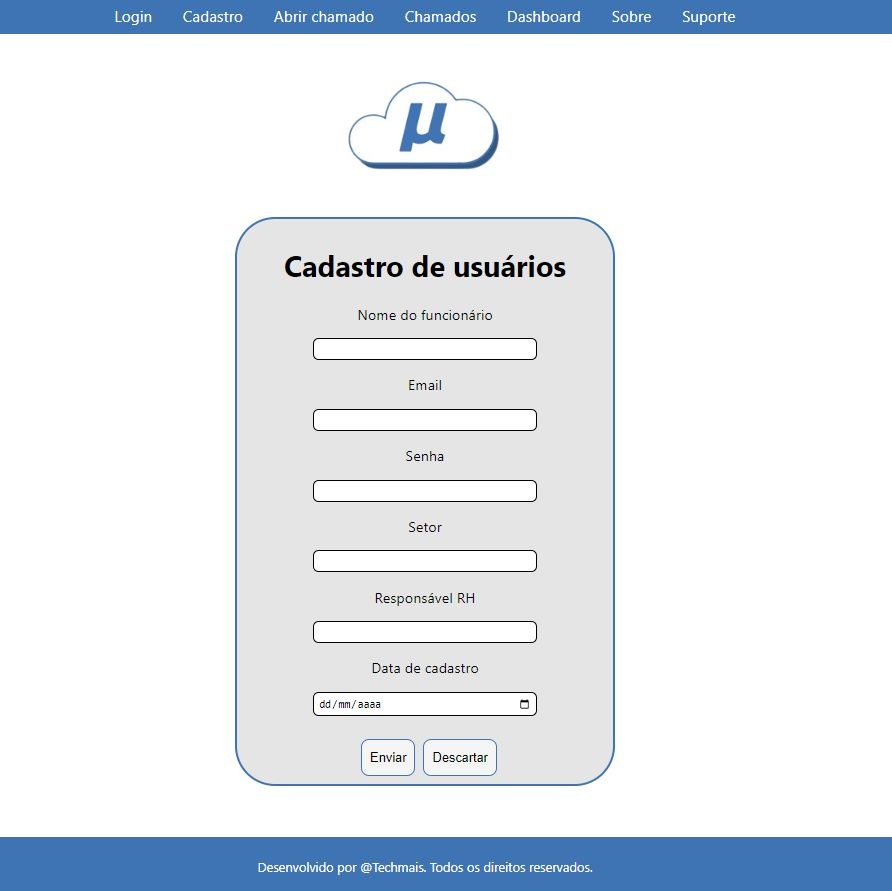 Login Cadastro Abrir chamado Chamados Dashboard Sobre Suporte
μ
Cadastro de usuários
Nome do funcionário
Email
Senha
Setor
Responsável RH
Data de cadastro
dd/mm/aaaa
Enviar Descartar
Desenvolvido por @Techmais. Todos os direitos reservados.